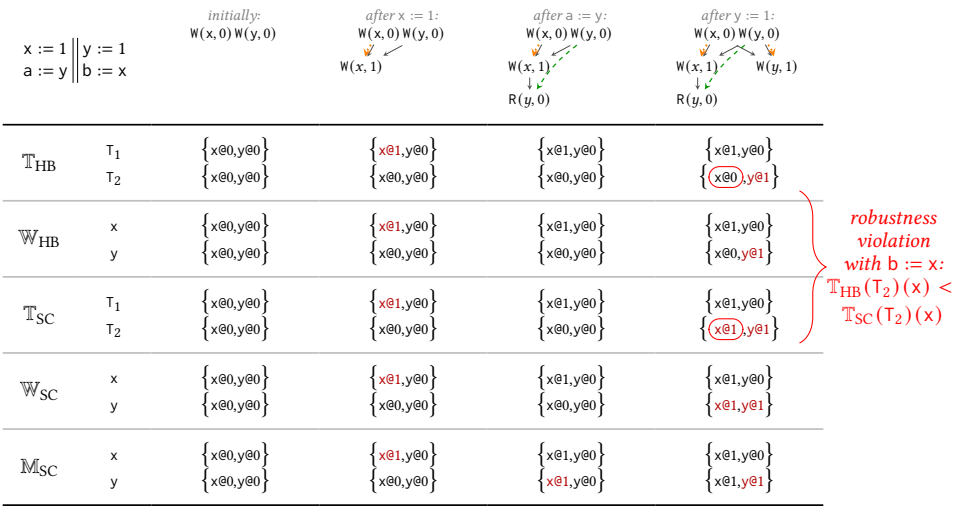 x := 1 ‖ y := 1
a := y ‖ b := x
initially:
W(x, 0) W(y, 0)
after x := 1:
W(x, 0) W(y, 0)
W(x, 1)
after a := y:
W(x, 0) W(y, 0)
W(x, 1)
R(y, 0)
after y := 1:
W(x, 0) W(y, 0)
W(x, 1) W(y, 1)
R(y, 0)
𝕋HB T1 {x@0,y@0} {x@1,y@0} {x@1,y@0} {x@1,y@0}
T2 {x@0,y@0} {x@0,y@0} {x@0,y@0} {x@0,y@1}
𝕎HB x {x@0,y@0} {x@1,y@0} {x@1,y@0} {x@1,y@0}
y {x@0,y@0} {x@0,y@0} {x@0,y@0} {x@0,y@1}
𝕋SC T1 {x@0,y@0} {x@1,y@0} {x@1,y@0} {x@1,y@0}
T2 {x@0,y@0} {x@0,y@0} {x@0,y@0} {x@1,y@1}
𝕎SC x {x@0,y@0} {x@1,y@0} {x@1,y@0} {x@1,y@0}
y {x@0,y@0} {x@0,y@0} {x@0,y@0} {x@1,y@1}
𝕄SC x {x@0,y@0} {x@1,y@0} {x@1,y@0} {x@1,y@0}
y {x@0,y@0} {x@0,y@0} {x@1,y@0} {x@1,y@1}
robustness
violation
with b := x:
𝕋HB(T2)(x) <
𝕋SC(T2)(x)